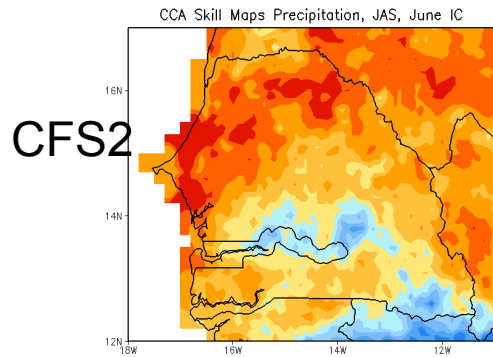 CCA Skill Maps Precipitation, JAS, June IC
16N
CFS2
14N
12N
18W 16W 14W 12W